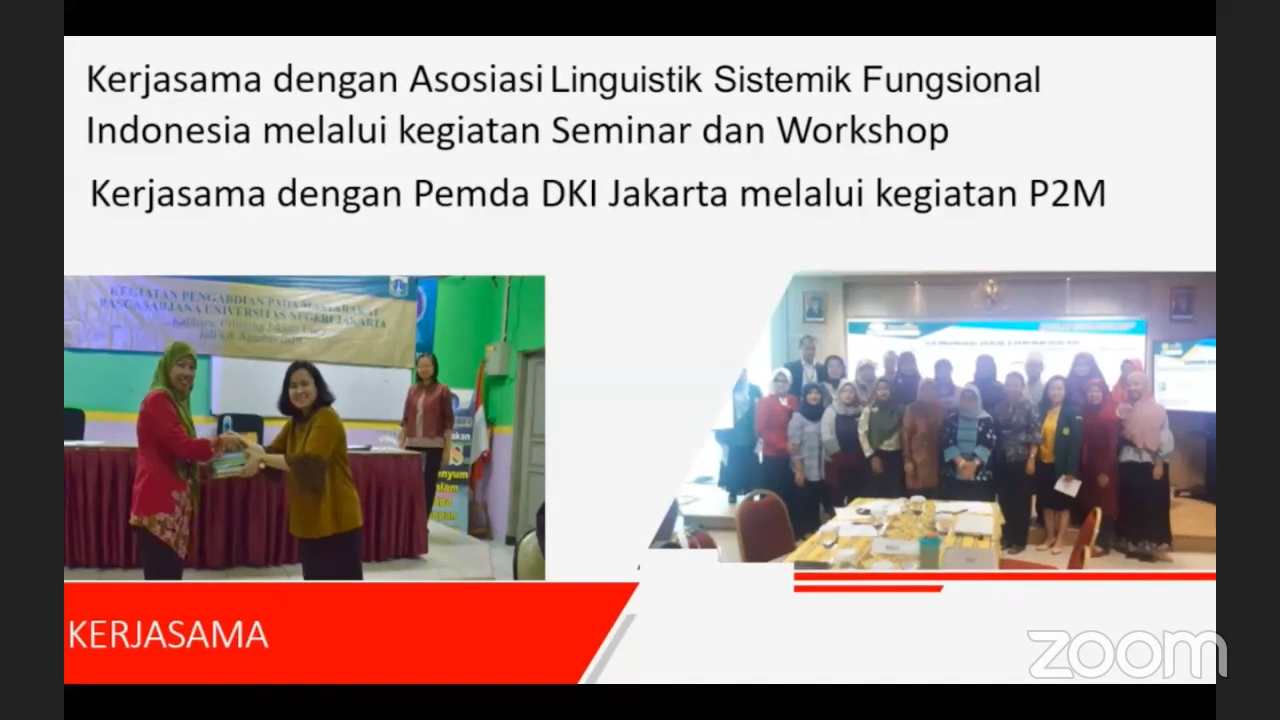 Kerjasama dengan Asosiasi Linguistik Sistemik Fungsional
Indonesia melalui kegiatan Seminar dan Workshop
Kerjasama dengan Pemda DKI Jakarta melalui kegiatan P2M
KEGIATAN PENGABDIAN PADA MASYARAKAT
PASCASARJANA UNIVERSITAS NEGERI JAKARTA
KERJASAMA
zoom